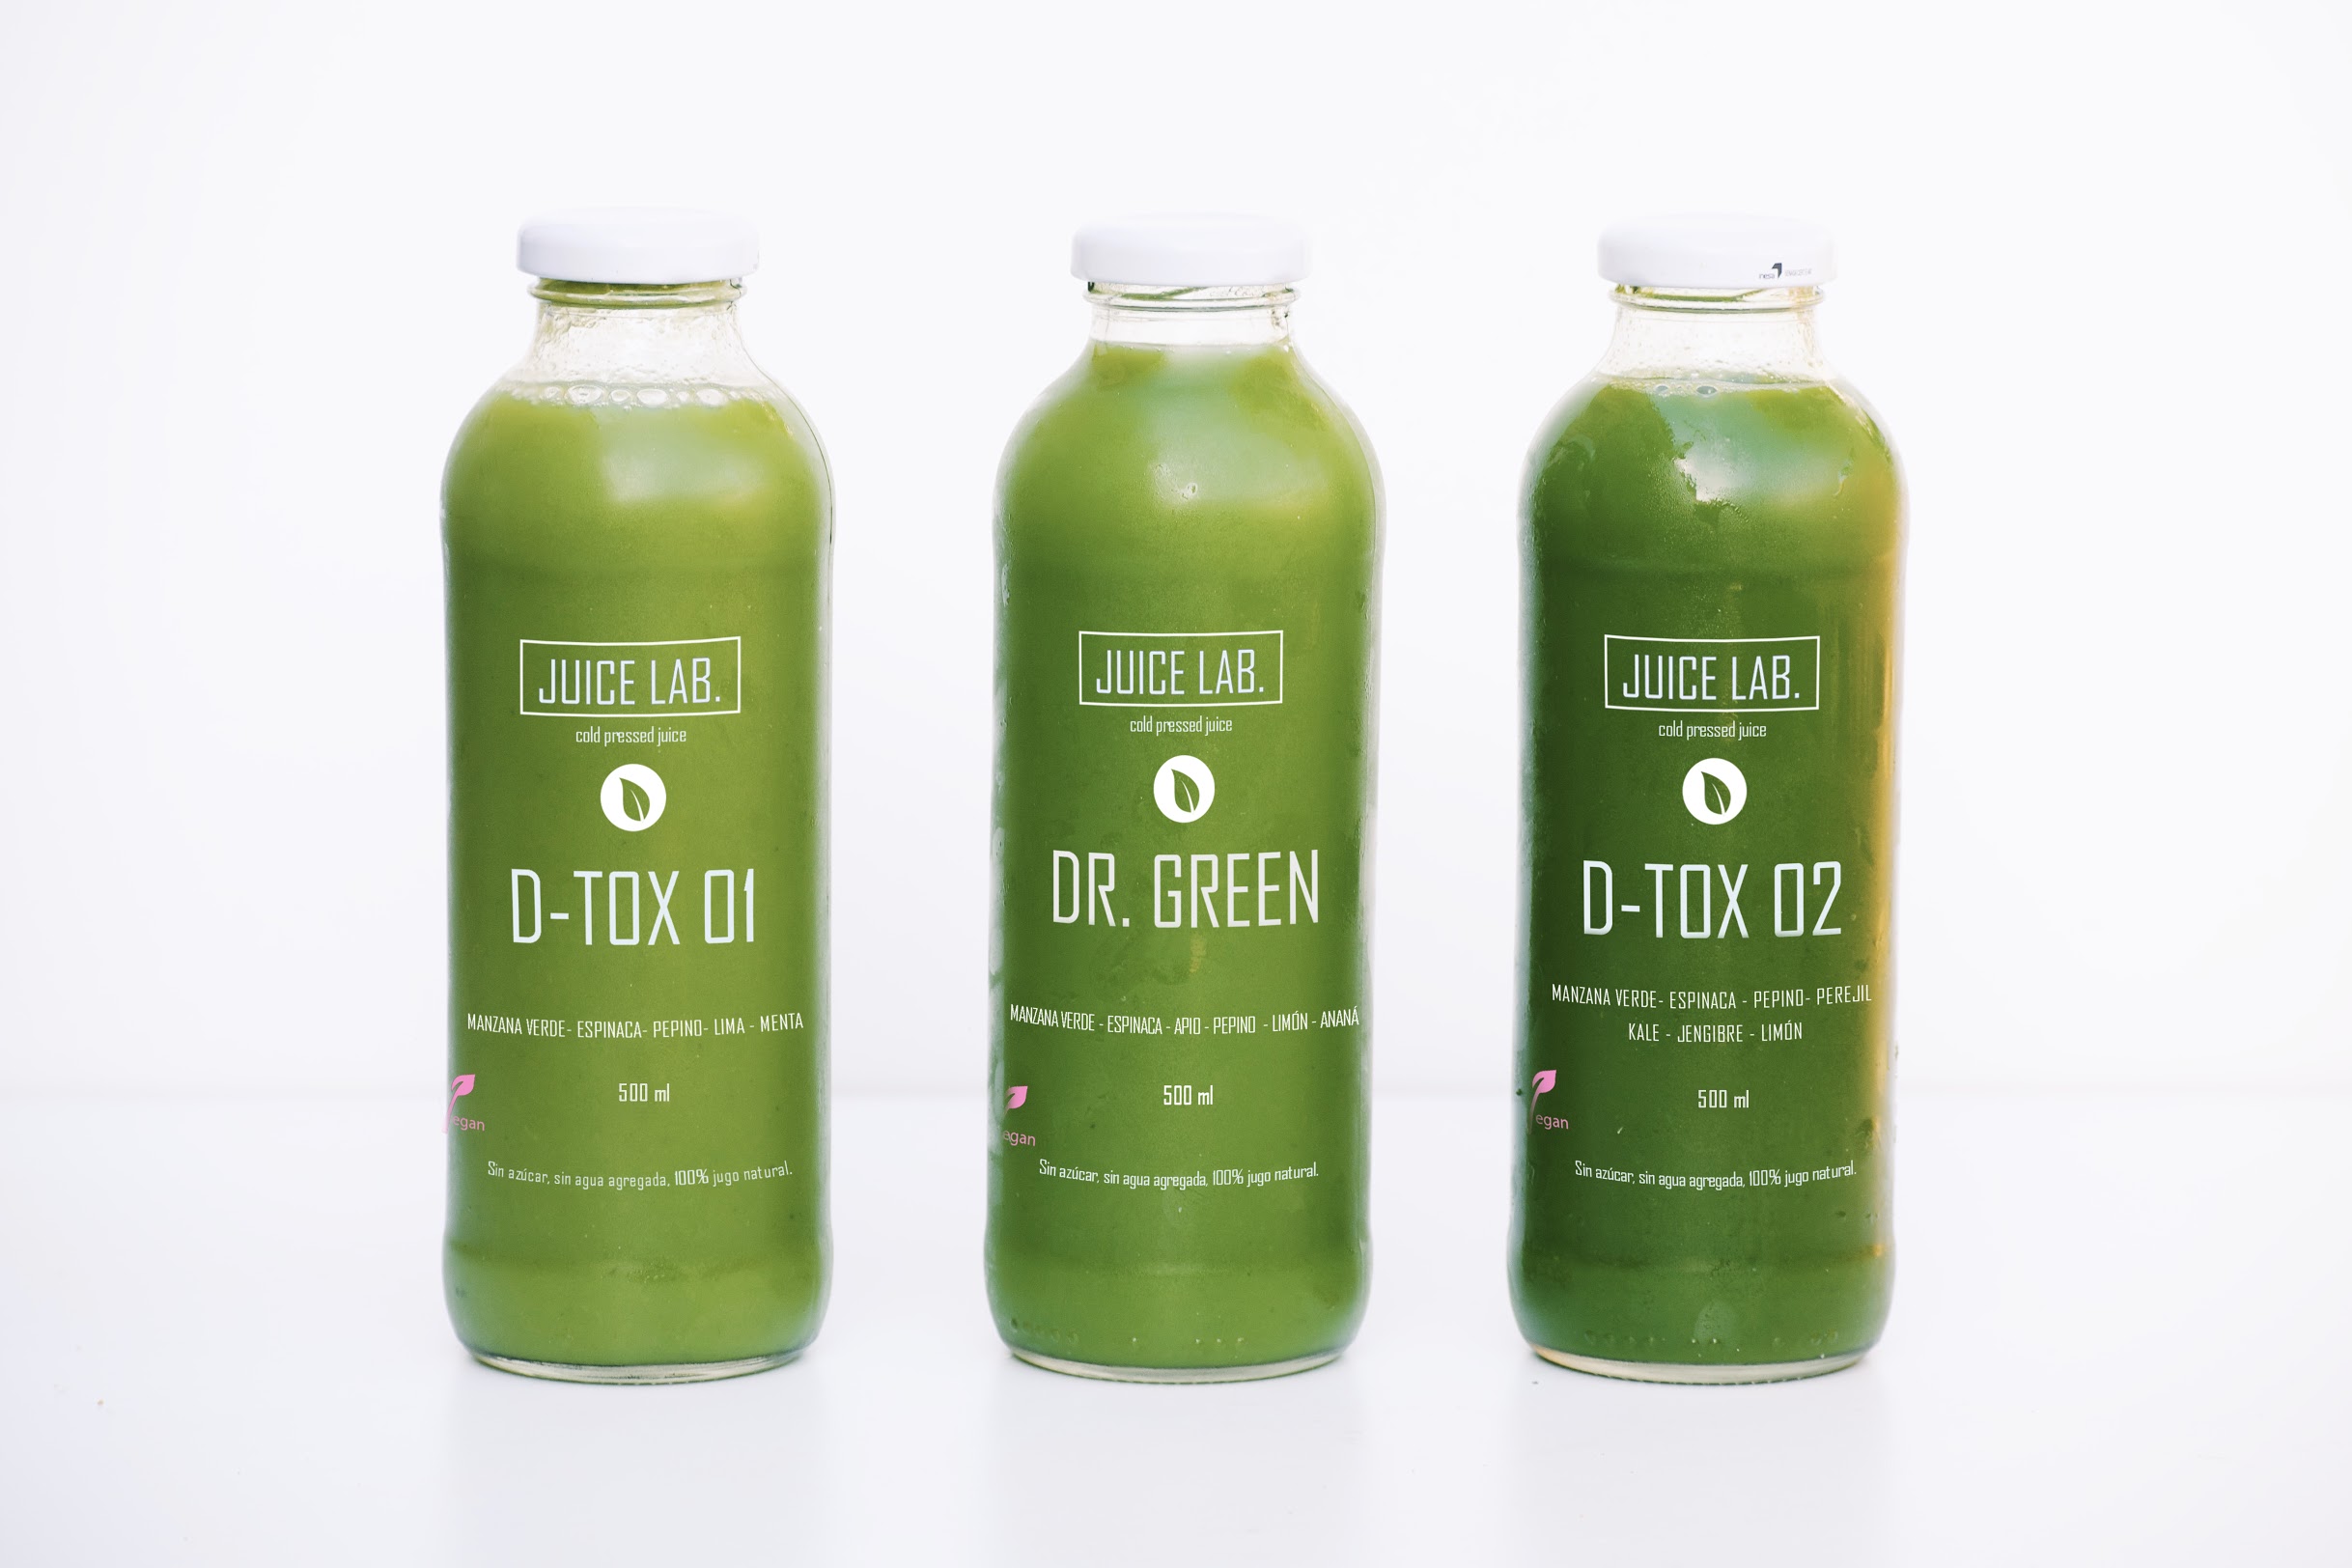 JUICE LAB.
cold pressed juice
D-TOX 01
MANZANA VERDE- ESPINACA- PEPINO- LIMA - MENTA
500 ml
egan
Sin azúcar, sin agua agregada, 100% jugo natural.
JUICE LAB.
cold pressed juice
DR. GREEN
MANZANA VERDE - ESPINACA - APIO - PEPINO - LIMÓN - ANANÁ
500 ml
egan
Sin azúcar, sin agua agregada, 100% jugo natural.
JUICE LAB.
cold pressed juice
D-TOX 02
MANZANA VERDE- ESPINACA - PEPINO- PEREJIL
KALE - JENGIBRE - LIMÓN
500 ml
egan
Sin azúcar, sin agua agregada, 100% jugo natural.